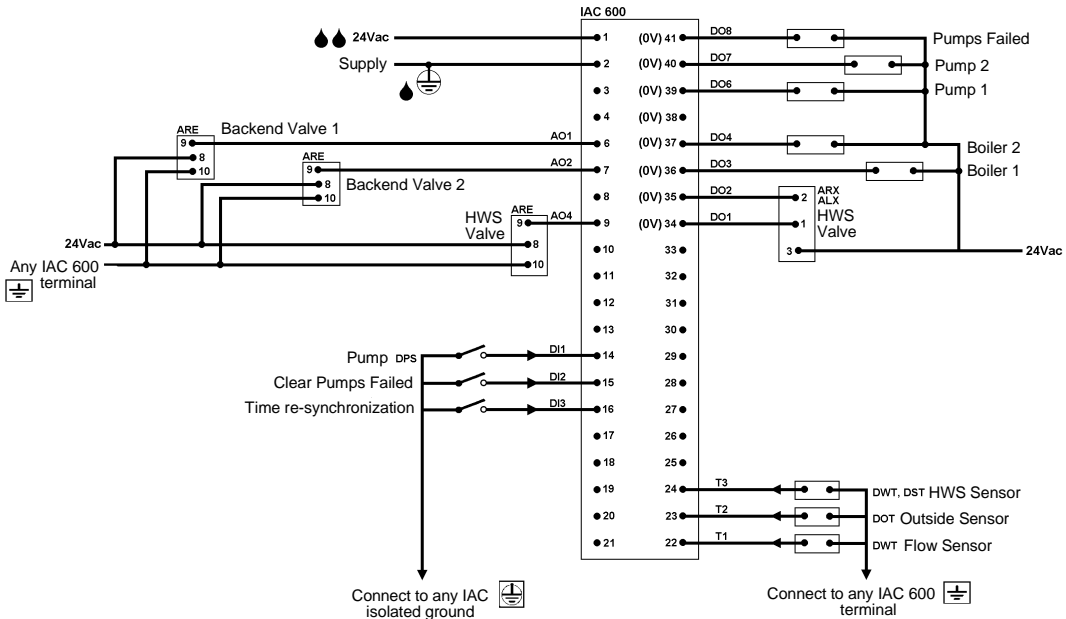 IAC 600
24Vac
Supply
1
2
3
4
6
7
8
9
10
11
12
13
14
15
16
17
18
19
20
21
(0V) 41
(0V) 40
(0V) 39
(0V) 38
(0V) 37
(0V) 36
(0V) 35
(0V) 34
33
32
31
30
29
28
27
26
25
24
23
22
ARE
Backend Valve 1
9
8
10
AO1
ARE
9
8
10
Backend Valve 2
AO2
HWS
Valve
ARE
9
8
10
AO4
24Vac
Any IAC 600
terminal
Pump DPS
DI1
Clear Pumps Failed
DI2
Time re-synchronization
DI3
Connect to any IAC
isolated ground
DO8
Pumps Failed
DO7
Pump 2
DO6
Pump 1
DO4
Boiler 2
DO3
Boiler 1
DO2
DO1
2
1
3
ARX
ALX
HWS
Valve
24Vac
T3
DWT, DST HWS Sensor
T2
DOT Outside Sensor
T1
DWT Flow Sensor
Connect to any IAC 600
terminal